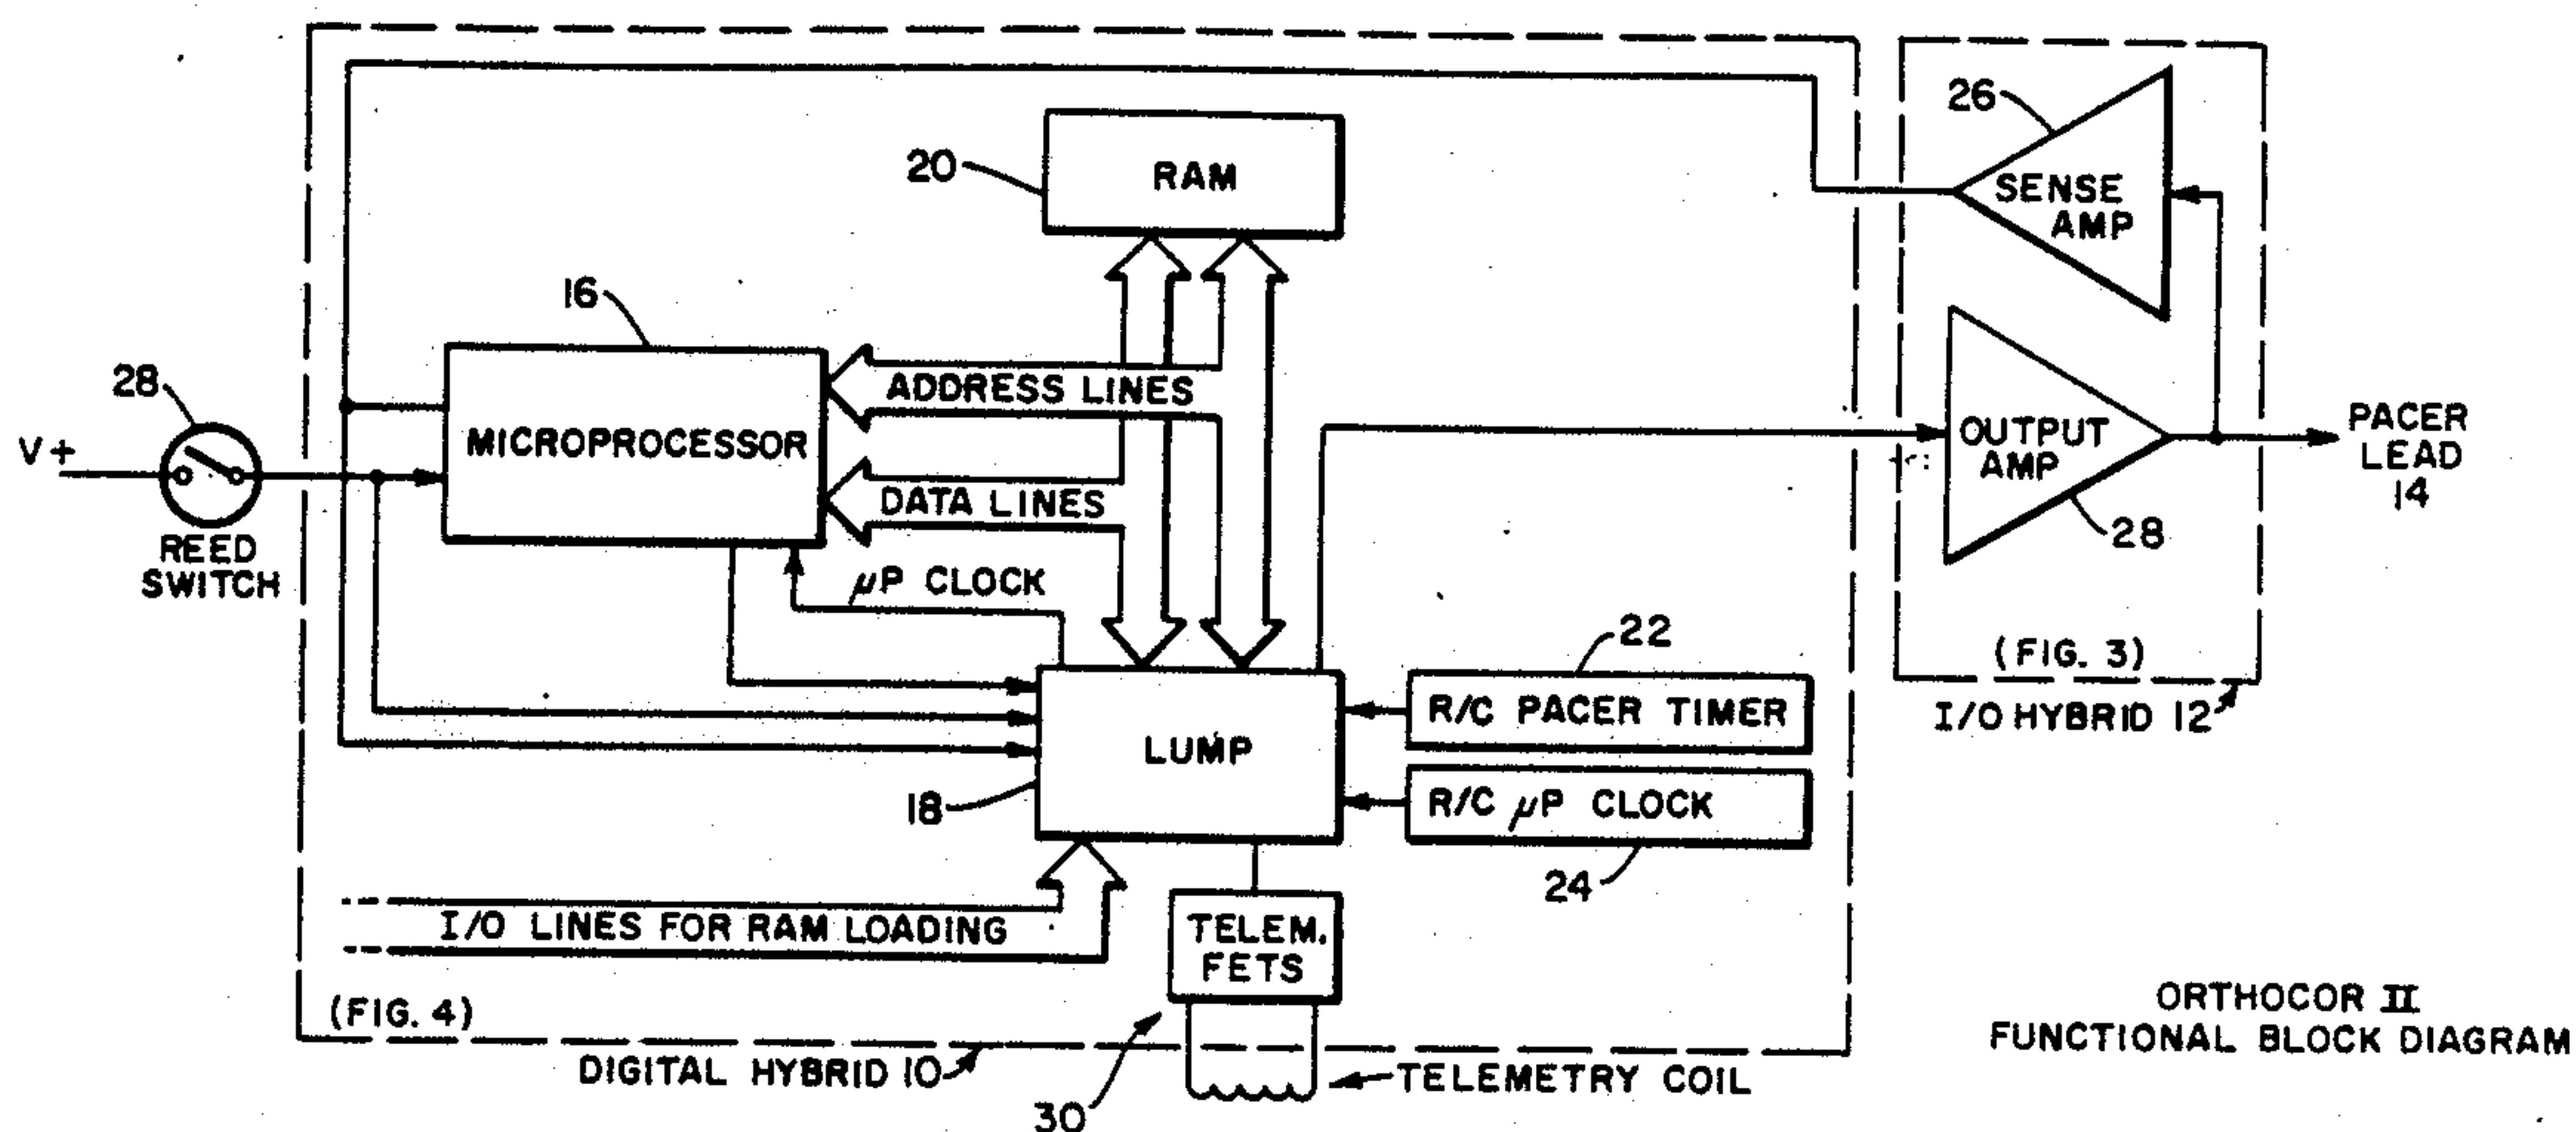 26
20
RAM
SENSE
AMP
16
28
ADDRESS LINES
V+
MICROPROCESSOR
OUTPUT
AMP
PACER
LEAD
14
DATA LINES
28
REED
SWITCH
μP CLOCK
22
(FIG. 3)
R/C PACER TIMER
I/O HYBRID 12
LUMP
18
R/C μP CLOCK
24
I/O LINES FOR RAM LOADING
TELEM.
FETS
(FIG. 4)
ORTHOCOR II
FUNCTIONAL BLOCK DIAGRAM
DIGITAL HYBRID 10
TELEMETRY COIL
30